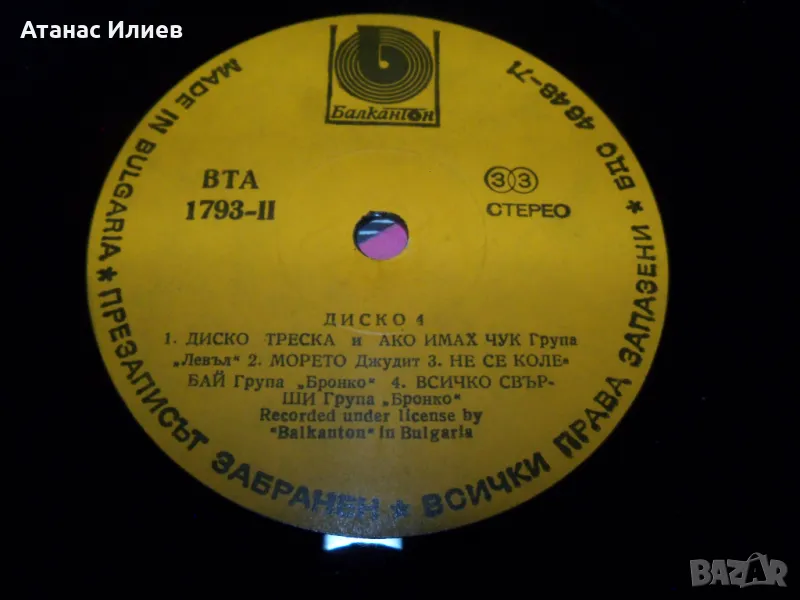 Атанас Илиев
Балкантон
BTA
1793-II
33
СТЕРЕО
ДИСКО 4
1. ДИСКО ТРЕСКА и АКО ИМАХ ЧУК Група
„Левъл" 2. МОРЕТО Джудит 3. НЕ СЕ КОЛЕ-
БАЙ Група „Бронко" 4. ВСИЧКО СВЪР-
ШИ Група „Бронко"
Recorded under license by
"Balkanton" in Bulgaria
MADE IN BULGARIA ★ ПРЕЗАПИСЪТ ЗАБРАНЕН ★ ВСИЧКИ ПРАВА ЗАПАЗЕНИ ★ БДС 4648-71
BAZAR